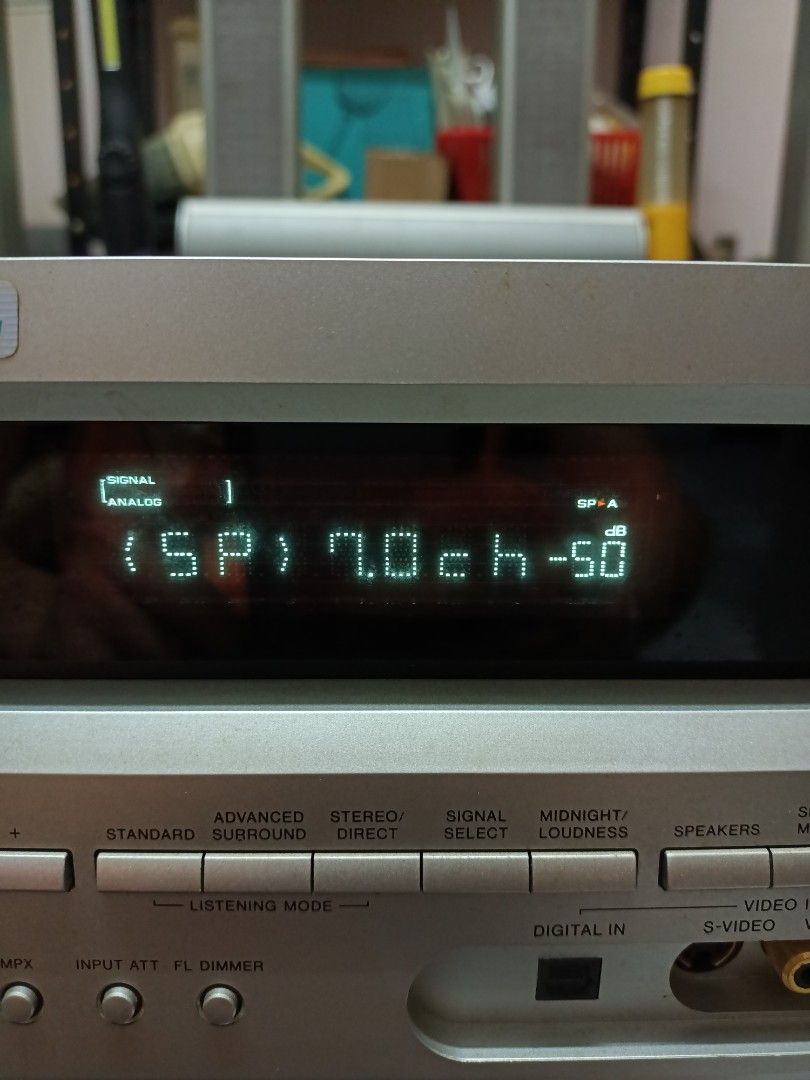 SIGNAL
ANALOG
SP►A
dB
(SP) 7.0ch -50
+
STANDARD
ADVANCED
SURROUND
STEREO/
DIRECT
SIGNAL
SELECT
MIDNIGHT/
LOUDNESS
SPEAKERS
LISTENING MODE
VIDEO
DIGITAL IN
S-VIDEO
MPX
INPUT ATT
FL DIMMER